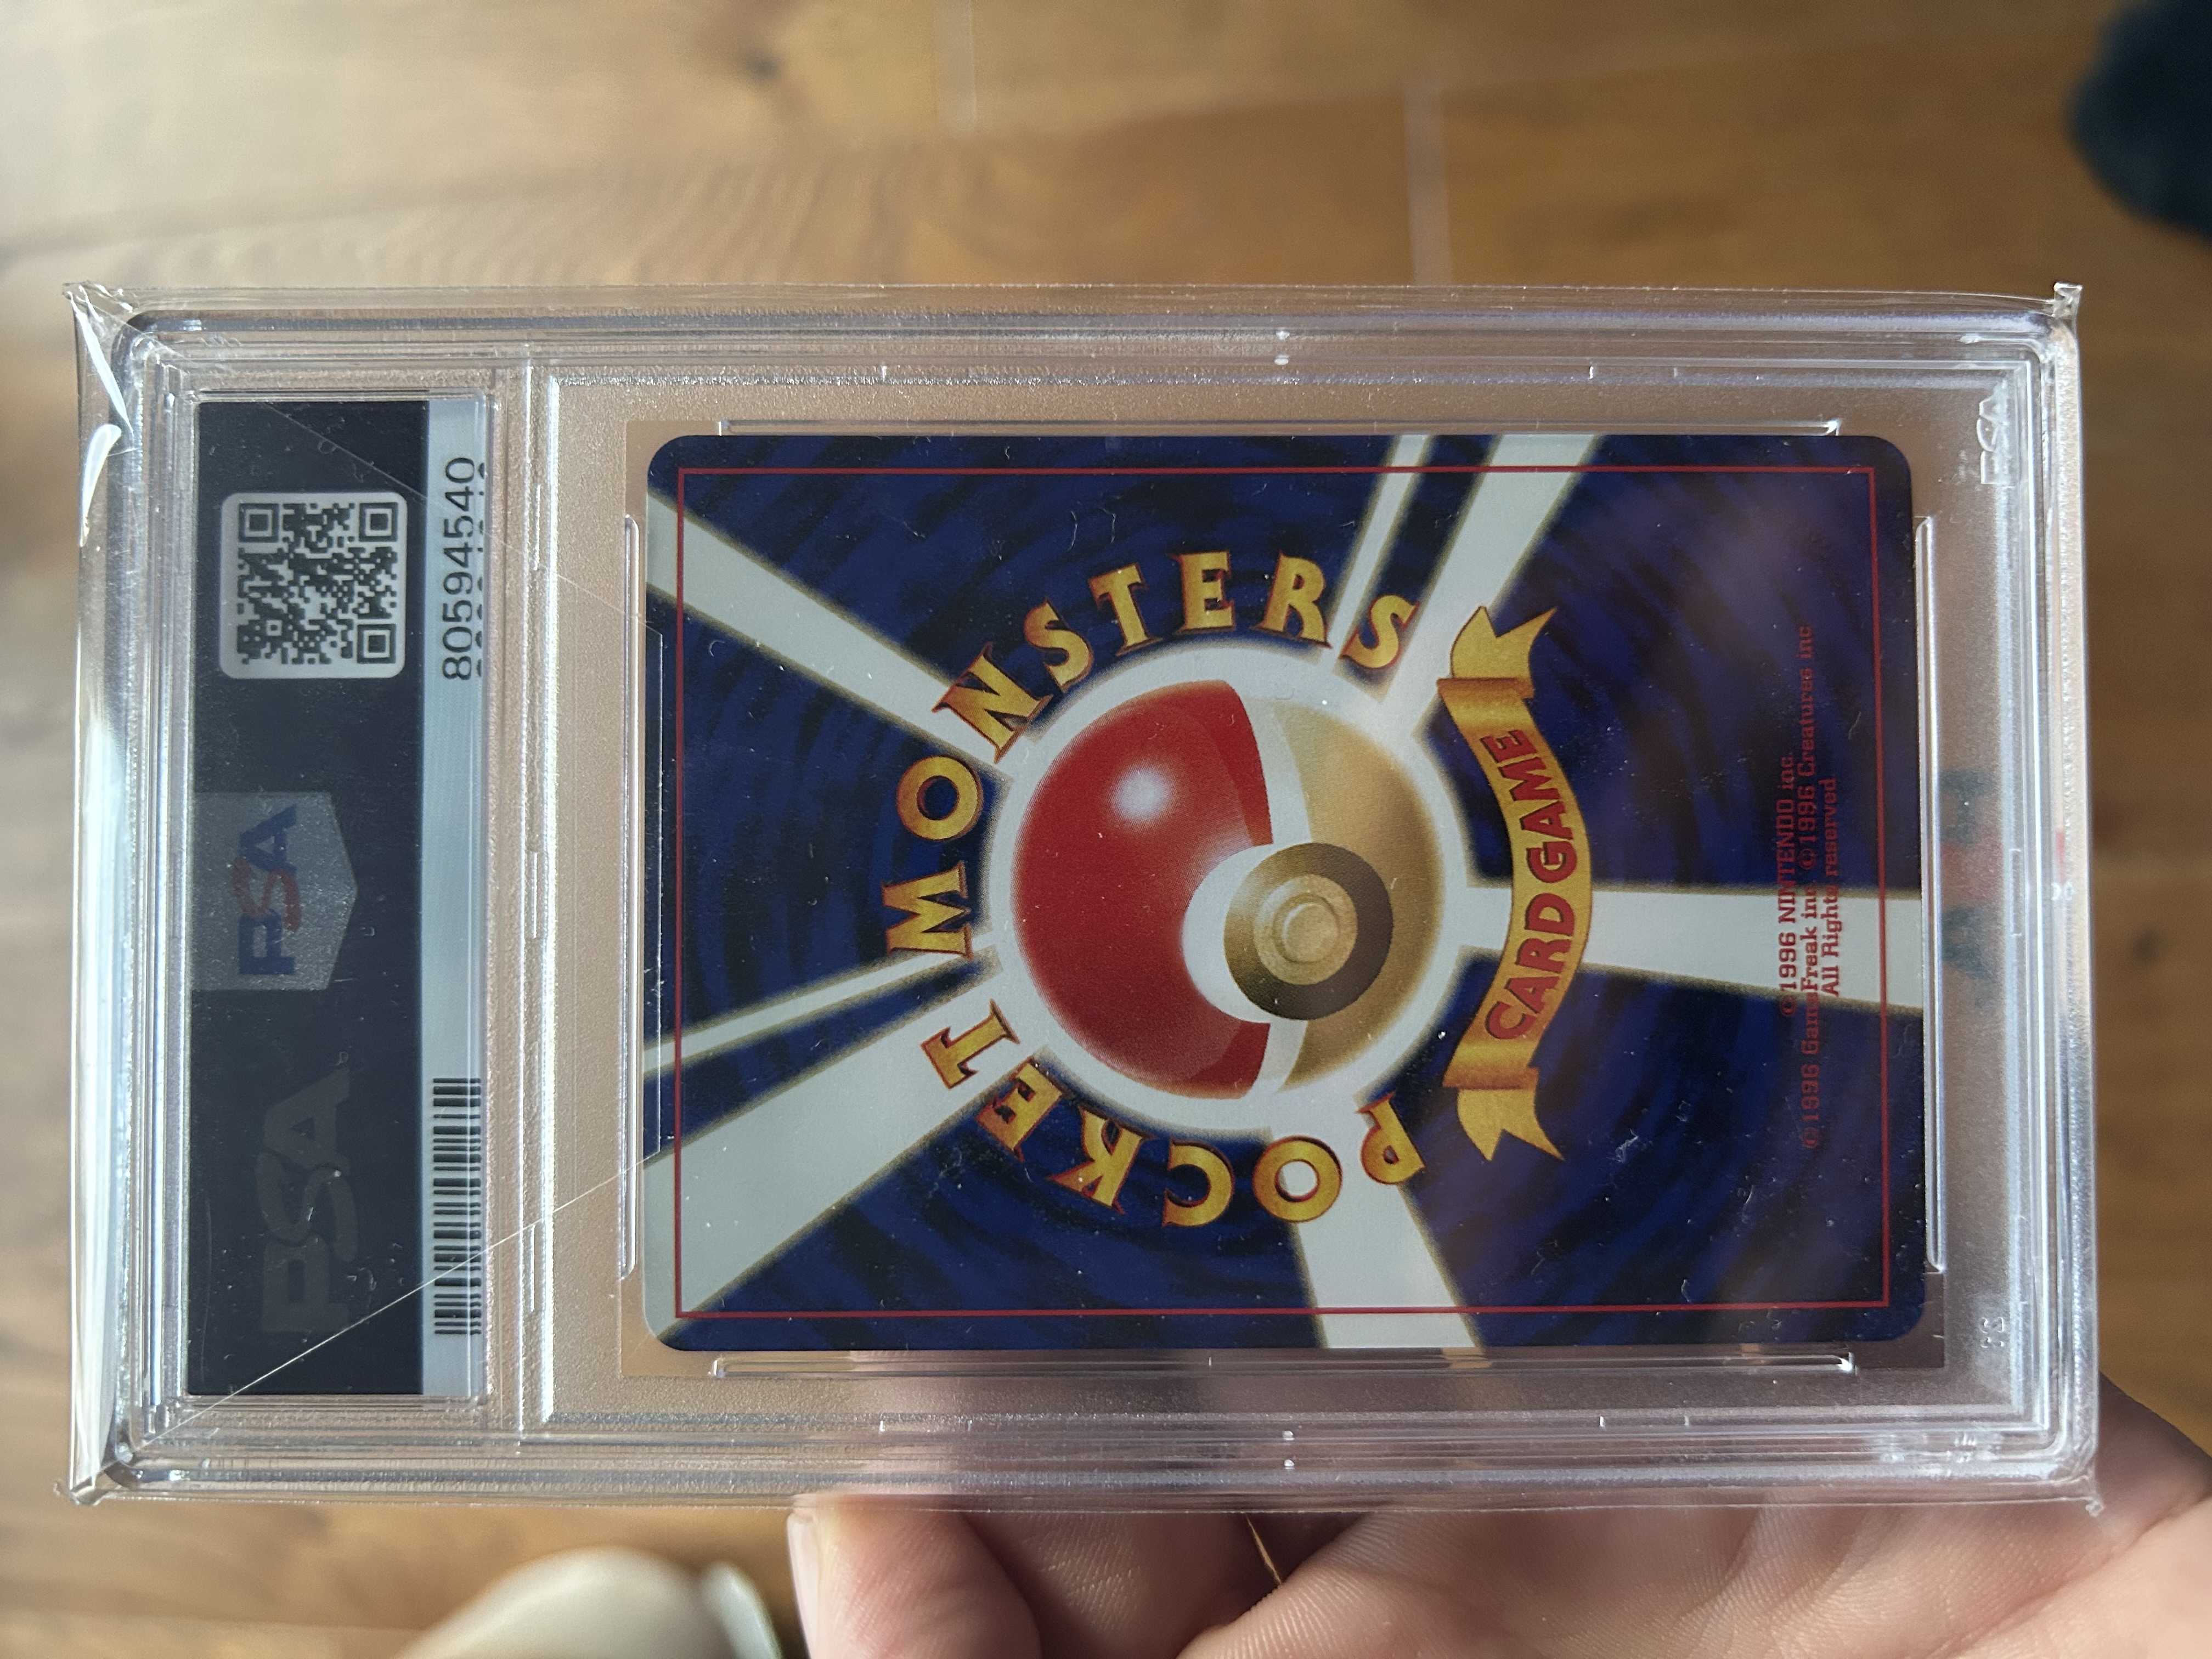 PSA
PSA
80594540
POCKET MONSTERS
CARD GAME
©1996 NINTENDO inc.
©1996 GameFreak inc. ©1996 Creatures inc
All Rights reserved.
PSA